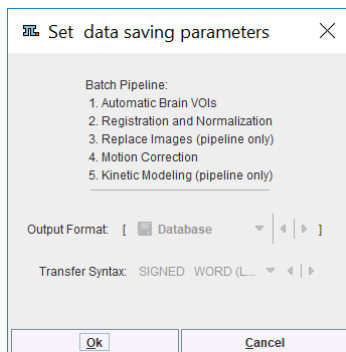 Set data saving parameters
Batch Pipeline:
1. Automatic Brain VOIs
2. Registration and Normalization
3. Replace Images (pipeline only)
4. Motion Correction
5. Kinetic Modeling (pipeline only)
Output Format: [ Database ]
Transfer Syntax: SIGNED WORD (L...
Ok Cancel